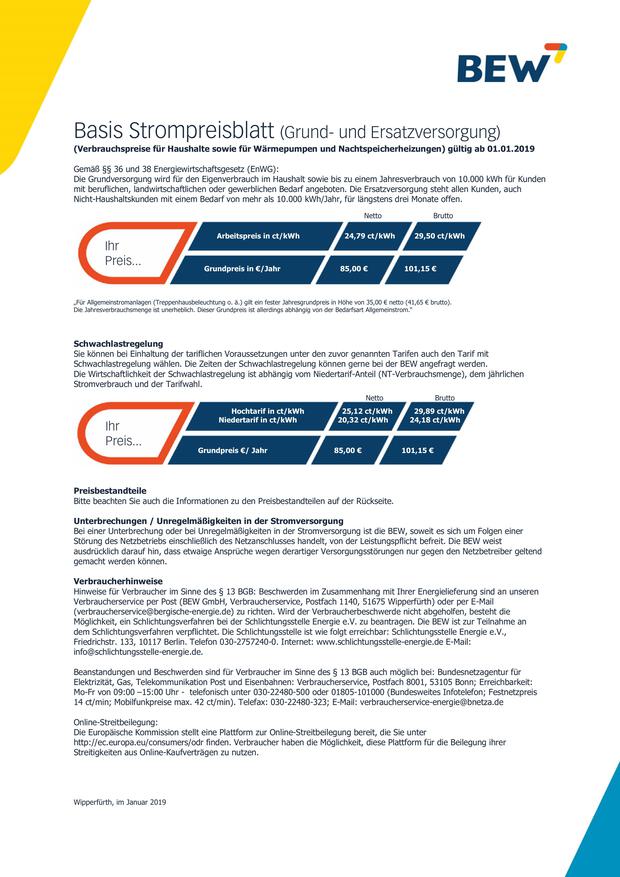 BEW
Basis Strompreisblatt (Grund- und Ersatzversorgung)
(Verbrauchspreise für Haushalte sowie für Wärmepumpen und Nachtspeicherheizungen) gültig ab 01.01.2019
Gemäß §§ 36 und 38 Energiewirtschaftsgesetz (EnWG):
Die Grundversorgung wird für den Eigenverbrauch im Haushalt sowie bis zu einem Jahresverbrauch von 10.000 kWh für Kunden
mit beruflichen, landwirtschaftlichen oder gewerblichen Bedarf angeboten. Die Ersatzversorgung steht allen Kunden, auch
Nicht-Haushaltskunden mit einem Bedarf von mehr als 10.000 kWh/Jahr, für längstens drei Monate offen.
Netto Brutto
Ihr
Preis...
Arbeitspreis in ct/kWh 24,79 ct/kWh 29,50 ct/kWh
Grundpreis in €/Jahr 85,00 € 101,15 €
„Für Allgemeinstromanlagen (Treppenhausbeleuchtung o. ä.) gilt ein fester Jahresgrundpreis in Höhe von 35,00 € netto (41,65 € brutto).
Die Jahresverbrauchsmenge ist unerheblich. Dieser Grundpreis ist allerdings abhängig von der Bedarfsart Allgemeinstrom."
Schwachlastregelung
Sie können bei Einhaltung der tariflichen Voraussetzungen unter den zuvor genannten Tarifen auch den Tarif mit
Schwachlastregelung wählen. Die Zeiten der Schwachlastregelung können gerne bei der BEW angefragt werden.
Die Wirtschaftlichkeit der Schwachlastregelung ist abhängig vom Niedertarif-Anteil (NT-Verbrauchsmenge), dem jährlichen
Stromverbrauch und der Tarifwahl.
Netto Brutto
Ihr
Preis...
Hochtarif in ct/kWh 25,12 ct/kWh 29,89 ct/kWh
Niedertarif in ct/kWh 20,32 ct/kWh 24,18 ct/kWh
Grundpreis €/ Jahr 85,00 € 101,15 €
Preisbestandteile
Bitte beachten Sie auch die Informationen zu den Preisbestandteilen auf der Rückseite.
Unterbrechungen / Unregelmäßigkeiten in der Stromversorgung
Bei einer Unterbrechung oder bei Unregelmäßigkeiten in der Stromversorgung ist die BEW, soweit es sich um Folgen einer
Störung des Netzbetriebs einschließlich des Netzanschlusses handelt, von der Leistungspflicht befreit. Die BEW weist
ausdrücklich darauf hin, dass etwaige Ansprüche wegen derartiger Versorgungsstörungen nur gegen den Netzbetreiber geltend
gemacht werden können.
Verbraucherhinweise
Hinweise für Verbraucher im Sinne des § 13 BGB: Beschwerden im Zusammenhang mit Ihrer Energielieferung sind an unseren
Verbraucherservice per Post (BEW GmbH, Verbraucherservice, Postfach 1140, 51675 Wipperfürth) oder per E-Mail
(verbraucherservice@bergische-energie.de) zu richten. Wird der Verbraucherbeschwerde nicht abgeholfen, besteht die
Möglichkeit, ein Schlichtungsverfahren bei der Schlichtungsstelle Energie e.V. zu beantragen. Die BEW ist zur Teilnahme an
dem Schlichtungsverfahren verpflichtet. Die Schlichtungsstelle ist wie folgt erreichbar: Schlichtungsstelle Energie e.V.,
Friedrichstr. 133, 10117 Berlin. Telefon 030-2757240-0. Internet: www.schlichtungsstelle-energie.de E-Mail:
info@schlichtungsstelle-energie.de.
Beanstandungen und Beschwerden sind für Verbraucher im Sinne des § 13 BGB auch möglich bei: Bundesnetzagentur für
Elektrizität, Gas, Telekommunikation Post und Eisenbahnen: Verbraucherservice, Postfach 8001, 53105 Bonn; Erreichbarkeit:
Mo-Fr von 09:00 –15:00 Uhr - telefonisch unter 030-22480-500 oder 01805-101000 (Bundesweites Infotelefon; Festnetzpreis
14 ct/min; Mobilfunkpreise max. 42 ct/min). Telefax: 030-22480-323; E-Mail: verbraucherservice-energie@bnetza.de
Online-Streitbeilegung:
Die Europäische Kommission stellt eine Plattform zur Online-Streitbeilegung bereit, die Sie unter
http://ec.europa.eu/consumers/odr finden. Verbraucher haben die Möglichkeit, diese Plattform für die Beilegung ihrer
Streitigkeiten aus Online-Kaufverträgen zu nutzen.
Wipperfürth, im Januar 2019